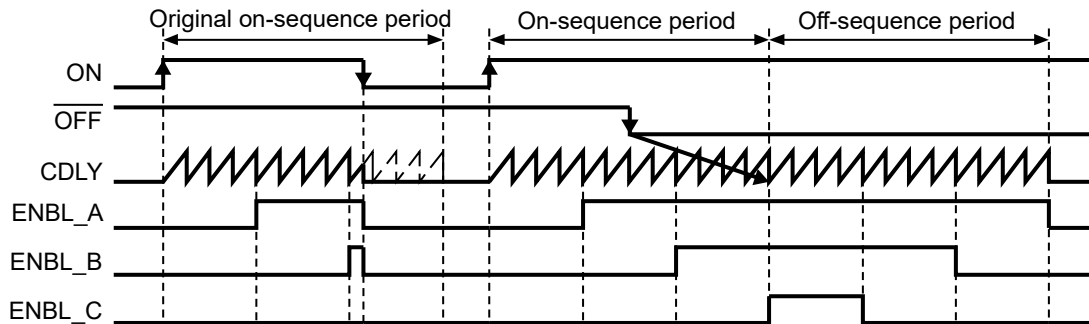 Original on-sequence period On-sequence period Off-sequence period
ON
OFF
CDLY
ENBL_A
ENBL_B
ENBL_C